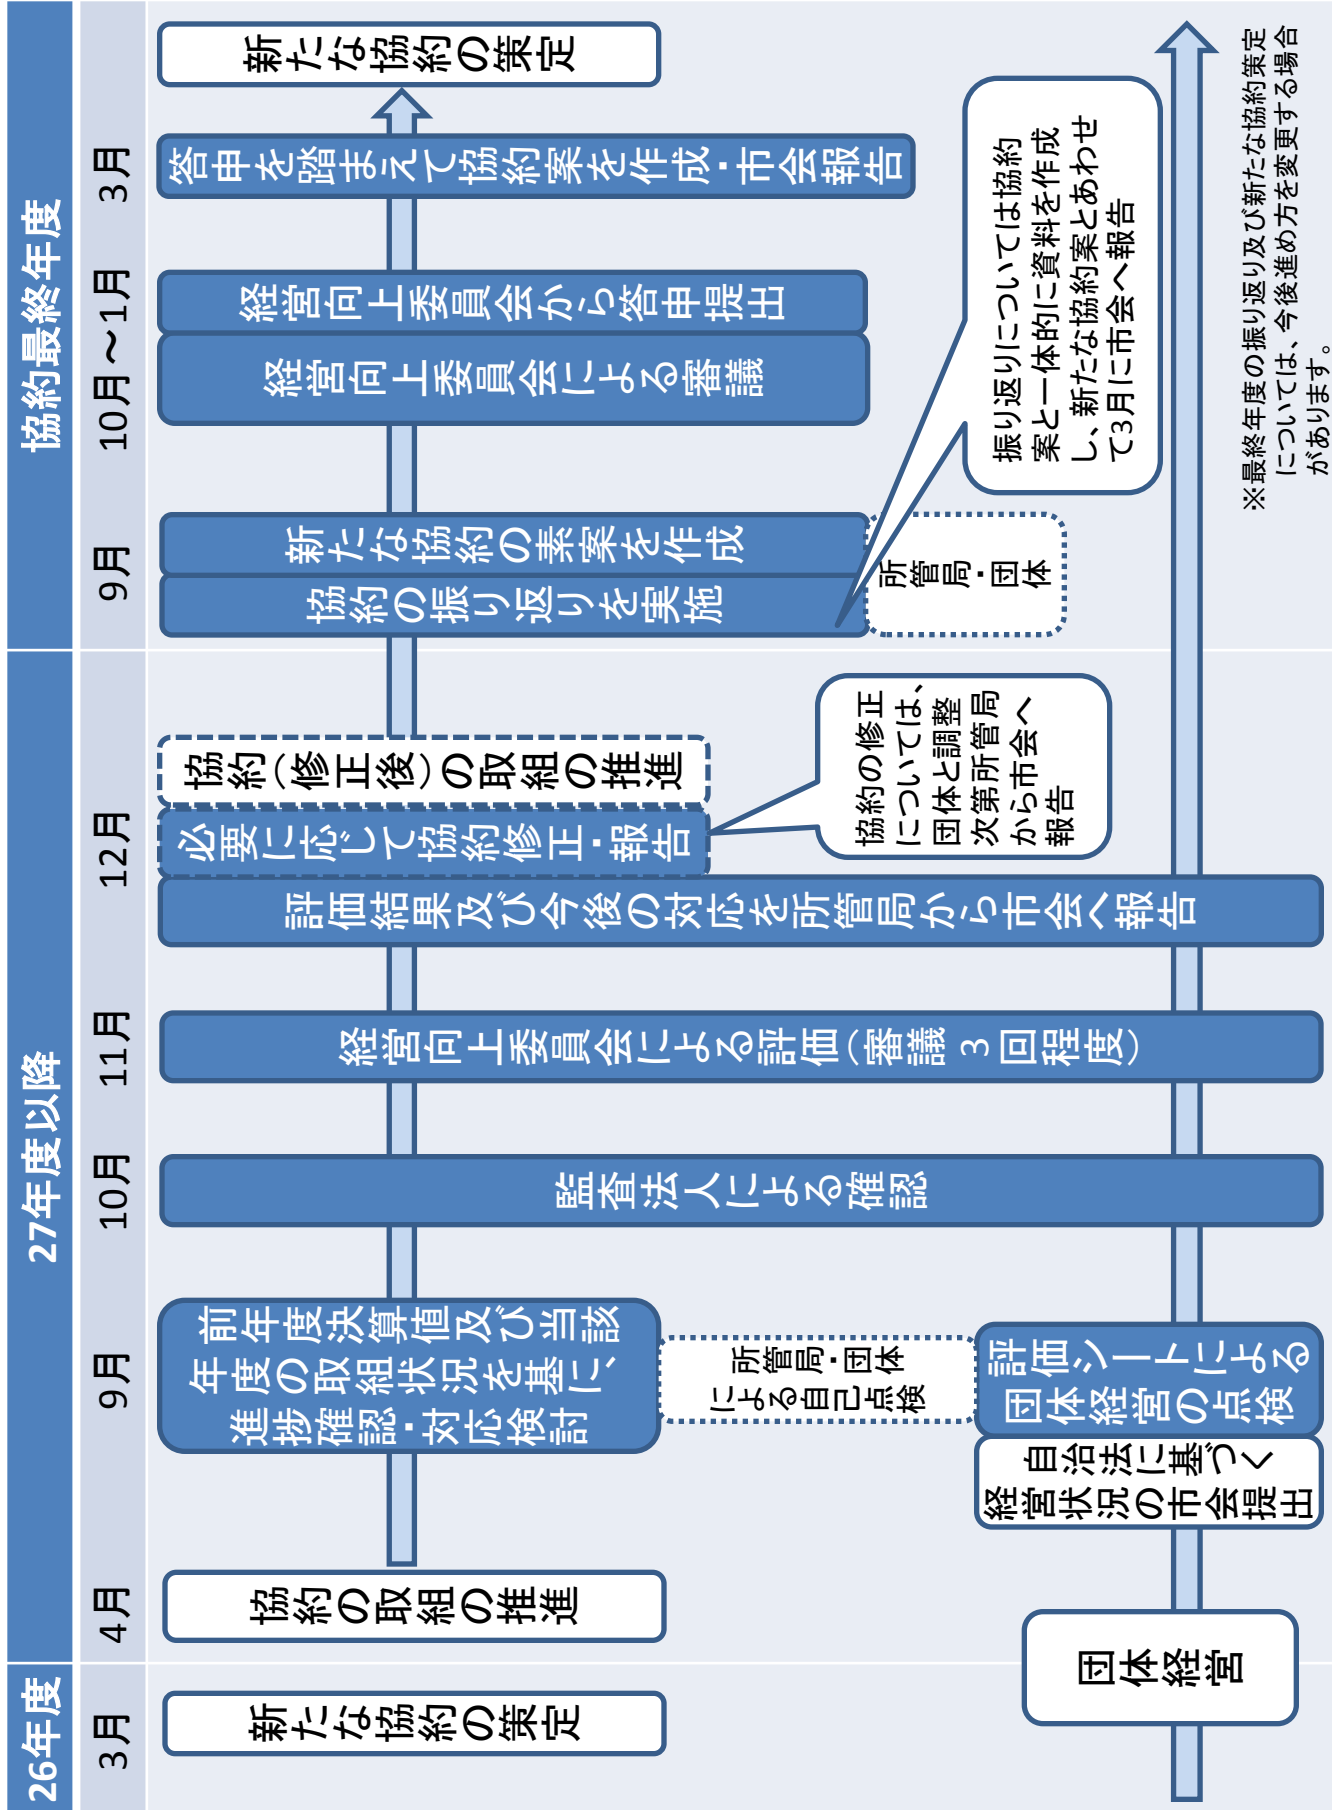 26年度
27年度以降
協約最終年度
3月
4月
9月
10月
11月
12月
9月
10月～1月
3月
新たな協約の策定
協約の取組の推進
前年度決算値及び当該
年度の取組状況を基に、
進捗確認・対応検討
所管局・団体
による自己点検
評価シートによる
団体経営の点検
自治法に基づく
経営状況の市会提出
団体経営
監査法人による確認
経営向上委員会による評価（審議３回程度）
評価結果及び今後の対応を所管局から市会へ報告
必要に応じて協約修正・報告
協約（修正後）の取組の推進
協約の修正
については、
団体と調整
次第所管局
から市会へ
報告
協約の振り返りを実施
新たな協約の素案を作成
所管局・団体
振り返りについては協約
案と一体的に資料を作成
し、新たな協約案とあわせ
て3月に市会へ報告
経営向上委員会による審議
経営向上委員会から答申提出
答申を踏まえて協約案を作成・市会報告
新たな協約の策定
※最終年度の振り返り及び新たな協約策定
については、今後進め方を変更する場合
があります。